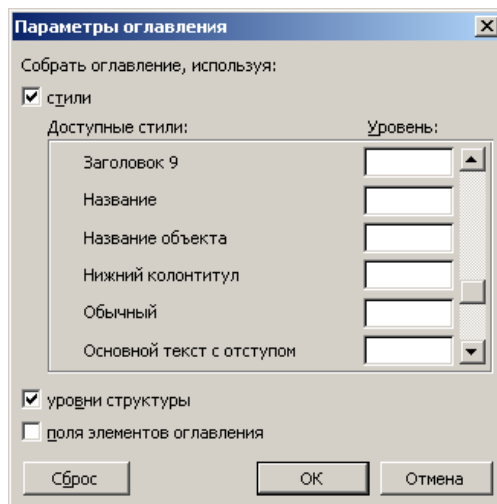 Параметры оглавления
Собрать оглавление, используя:
стили
Доступные стили: Уровень:
Заголовок 9
Название
Название объекта
Нижний колонтитул
Обычный
Основной текст с отступом
уровни структуры
поля элементов оглавления
Сброс ОК Отмена